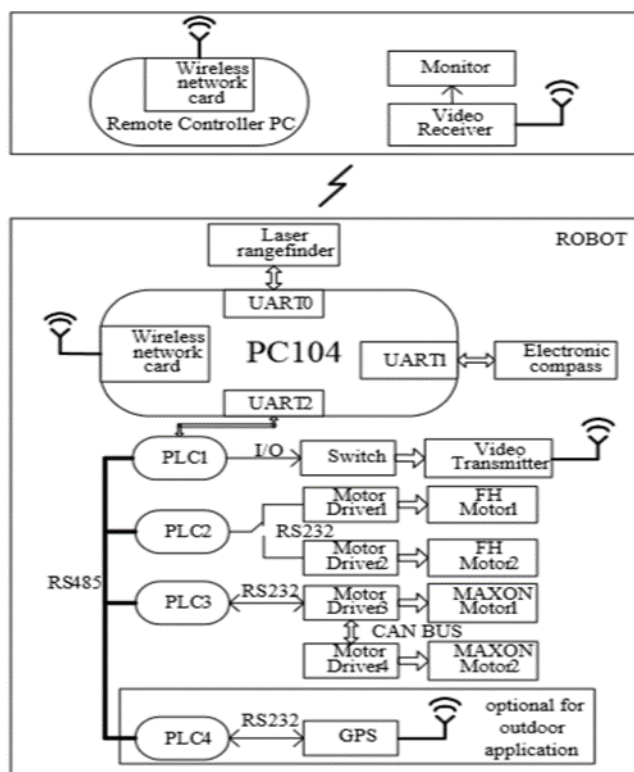 Wireless
network
card
Remote Controller PC
Monitor
Video
Receiver
ROBOT
Laser
rangefinder
UART0
Wireless
network
card
PC104
UART1
Electronic
compass
UART2
PLC1
I/O
Switch
Video
Transmitter
PLC2
RS232
Motor
Driver1
FH
Motor1
Motor
Driver2
FH
Motor2
RS485
PLC3
RS232
Motor
Driver3
MAXON
Motor1
CAN BUS
Motor
Driver4
MAXON
Motor2
PLC4
RS232
GPS
optional for
outdoor
application